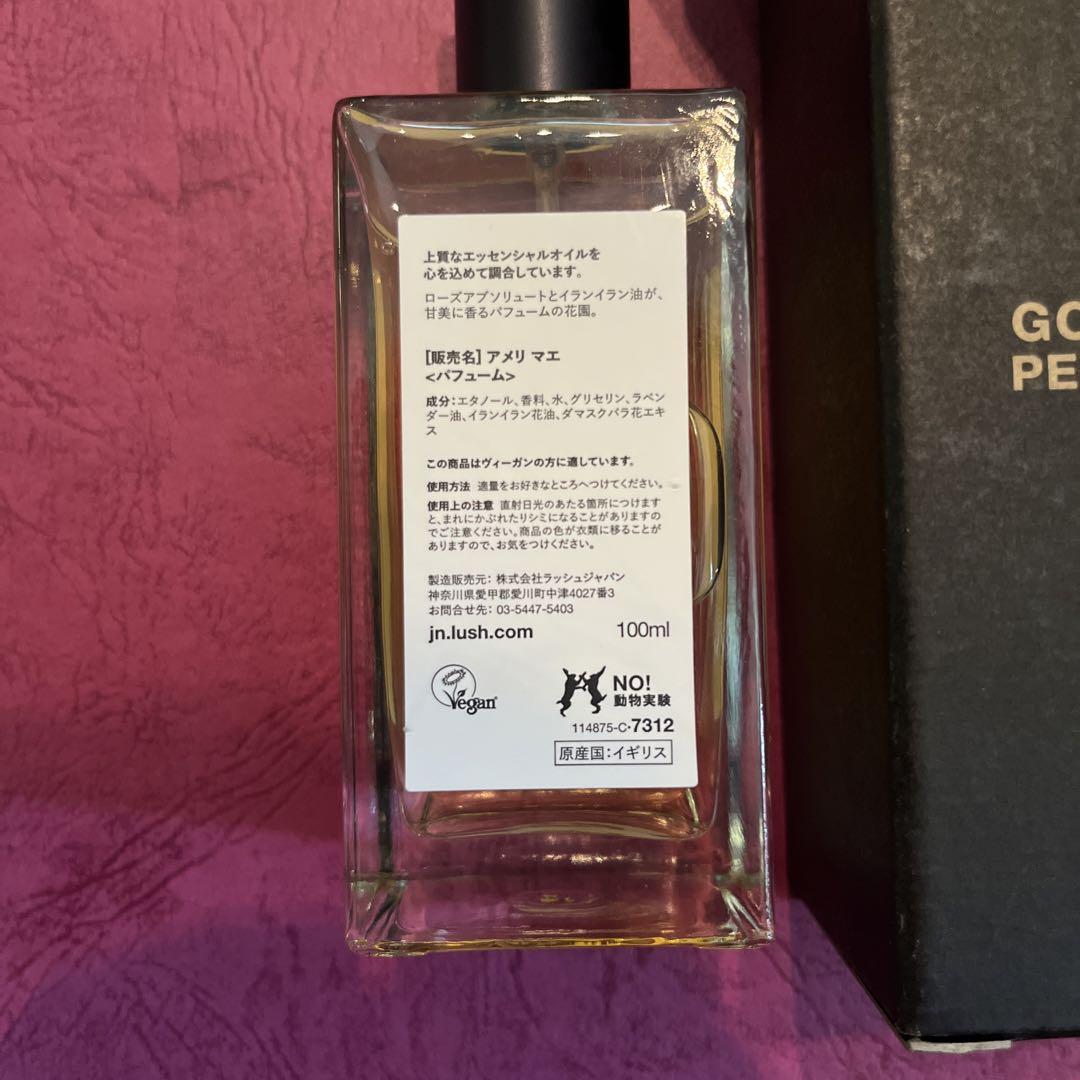 上質なエッセンシャルオイルを
心を込めて調合しています。
ローズアブソリュートとイランイラン油が、
甘美に香るパフュームの花園。
[販売名] アメリ マエ
<パフューム>
成分:エタノール、香料、水、グリセリン、ラベン
ダー油、イランイラン花油、ダマスクバラ花エキ
ス
この商品はヴィーガンの方に適しています。
使用方法 適量をお好きなところへつけてください。
使用上の注意 直射日光のあたる箇所につけます
と、まれにかぶれたりシミになることがありますの
でご注意ください。商品の色が衣類に移ることが
ありますので、お気をつけください。
製造販売元: 株式会社ラッシュジャパン
神奈川県愛甲郡愛川町中津4027番3
お問合せ先: 03-5447-5403
jn.lush.com 100ml
Vegan
NO!
動物実験
114875-C-7312
原産国:イギリス
GO
PE